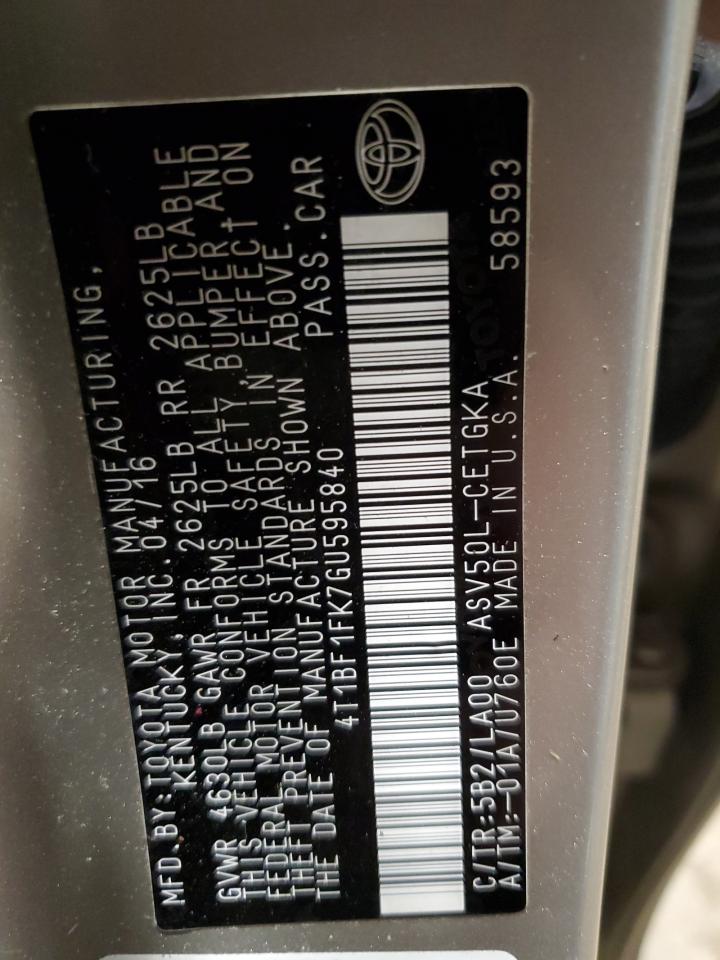 MFD BY:TOYOTA MOTOR MANUFACTURING,
KENTUCKY, INC. 04/16
GVWR 4630LB GAWR FR 2625LB RR 2625LB
THIS VEHICLE CONFORMS TO ALL APPLICABLE
FEDERAL MOTOR VEHICLE SAFETY,BUMPER,AND
THEFT PREVENTION STANDARDS IN EFFECT ON
THE DATE OF MANUFACTURE SHOWN ABOVE.
4T1BF1FK7GU595840 PASS.CAR
C/TR:5B2/LA00 ASV50L-CETGKA
A/TM:-01A/U760E MADE IN U.S.A. 58593